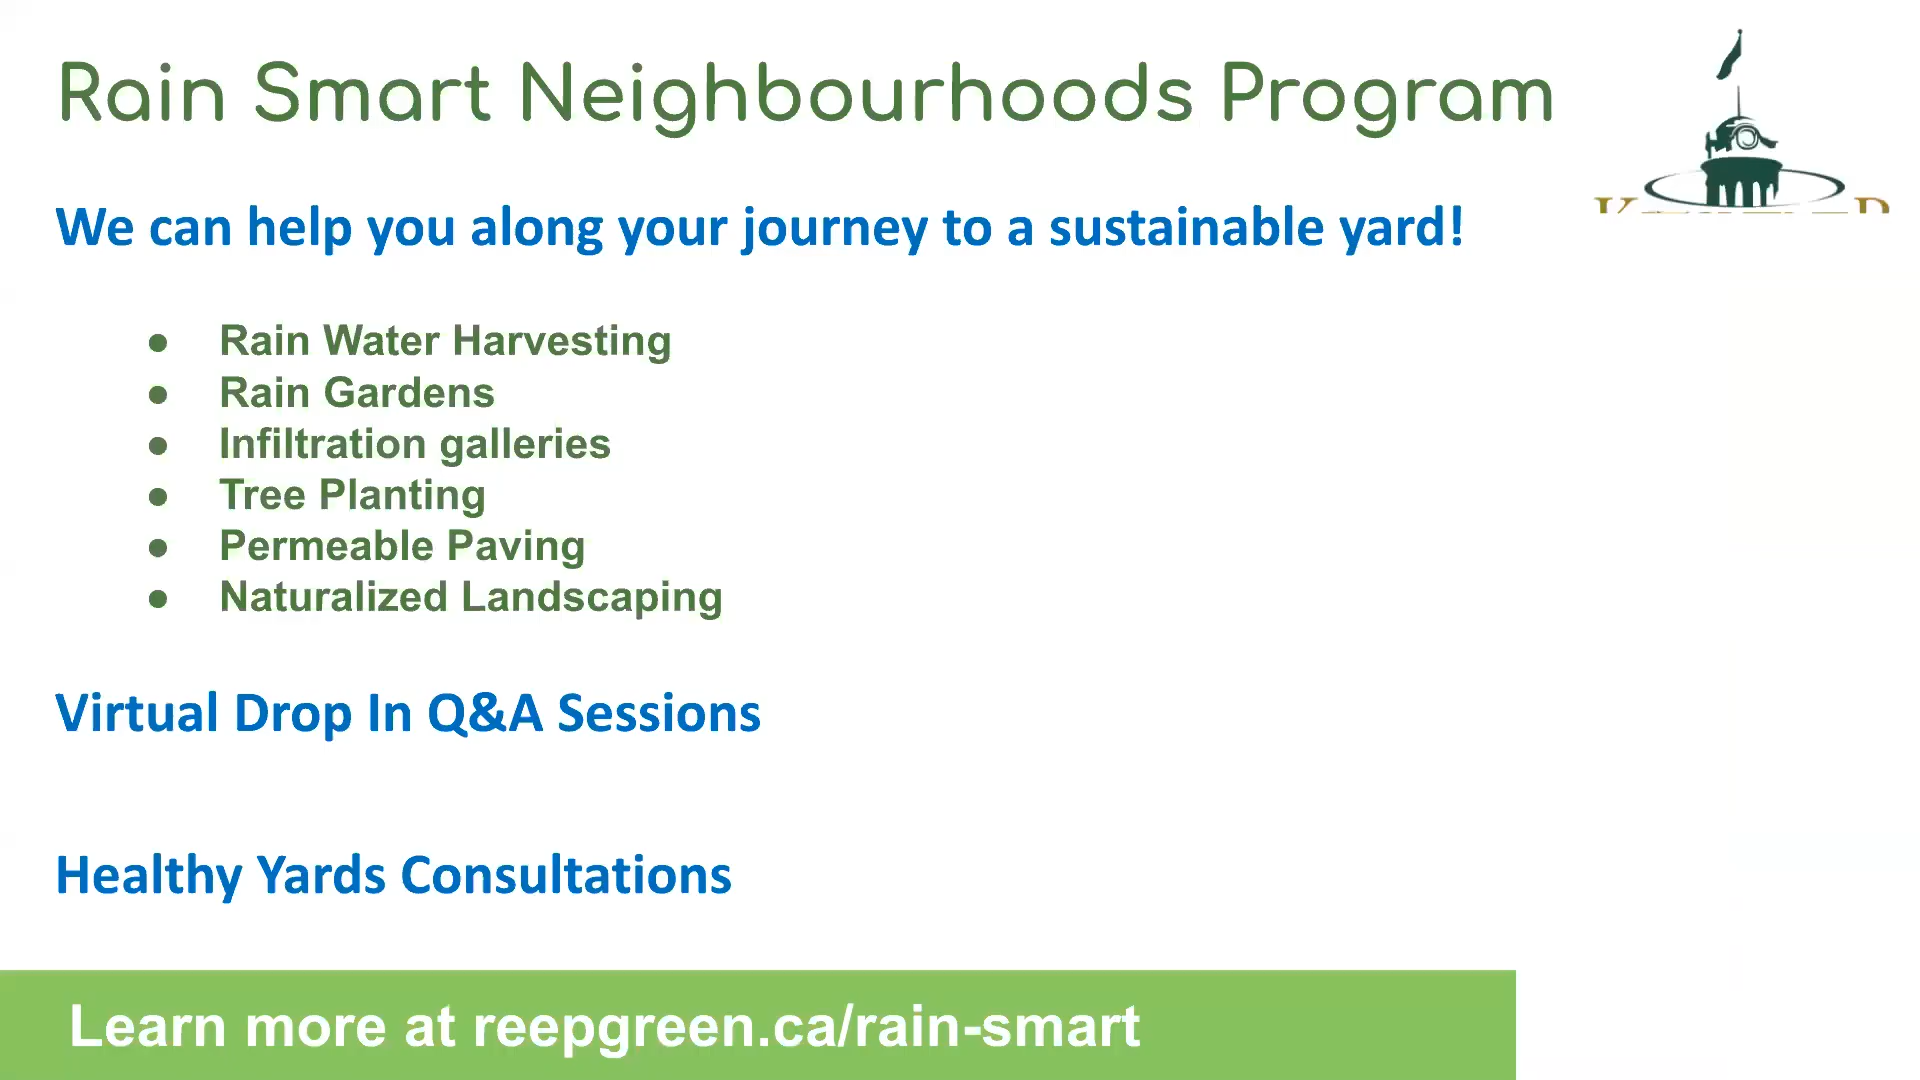 Rain Smart Neighbourhoods Program
We can help you along your journey to a sustainable yard!
● Rain Water Harvesting
● Rain Gardens
● Infiltration galleries
● Tree Planting
● Permeable Paving
● Naturalized Landscaping
Virtual Drop In Q&A Sessions
Healthy Yards Consultations
Learn more at reepgreen.ca/rain-smart